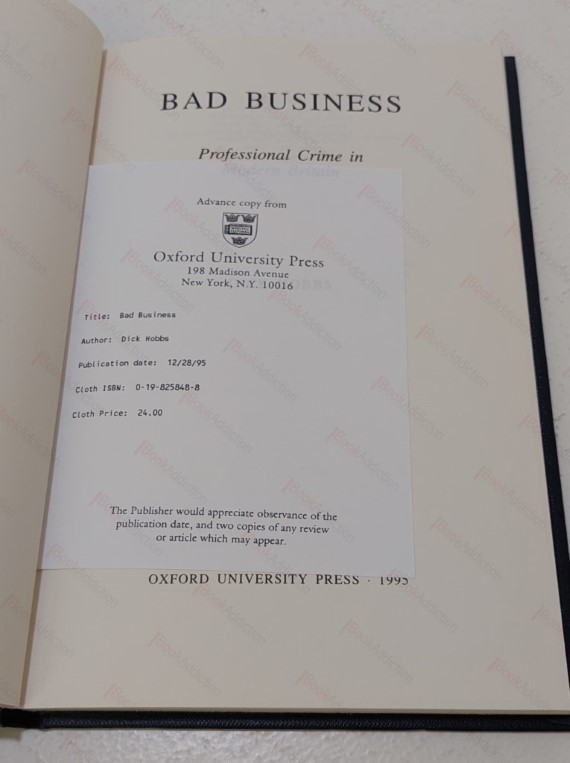 BAD BUSINESS
Professional Crime in
Modern Britain
Advance copy from
Oxford University Press
198 Madison Avenue
New York, N.Y. 10016
Title: Bad Business
Author: Dick Hobbs
Publication date: 12/28/95
Cloth ISBN: 0-19-825848-8
Cloth Price: 24.00
The Publisher would appreciate observance of the
publication date, and two copies of any review
or article which may appear.
OXFORD UNIVERSITY PRESS · 1995
BookAddiction